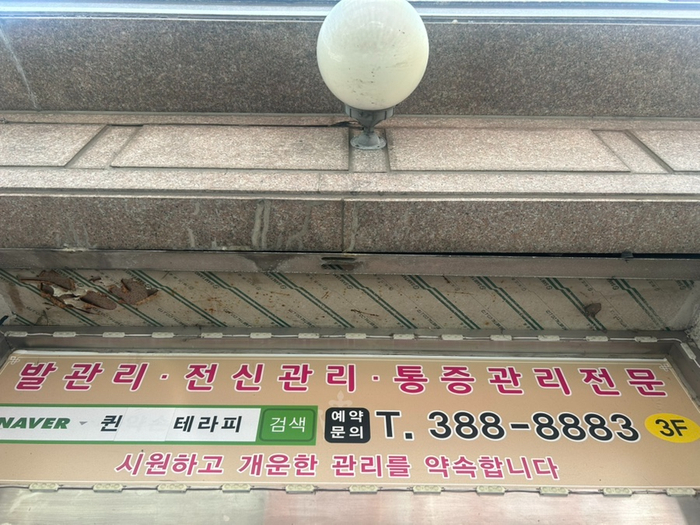 발관리·전신관리·통증관리전문
NAVER 퀸 테라피 검색 예약문의 T. 388-8883 3F
시원하고 개운한 관리를 약속합니다